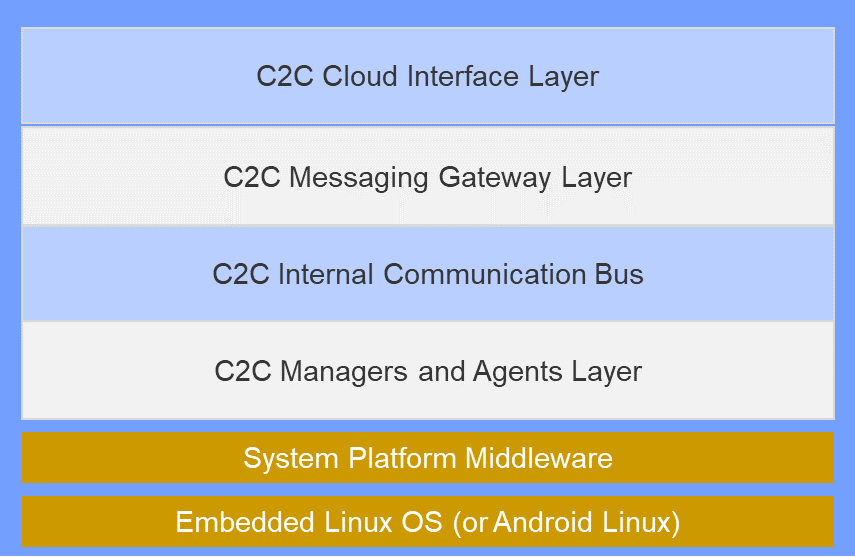 C2C Cloud Interface Layer
C2C Messaging Gateway Layer
C2C Internal Communication Bus
C2C Managers and Agents Layer
System Platform Middleware
Embedded Linux OS (or Android Linux)